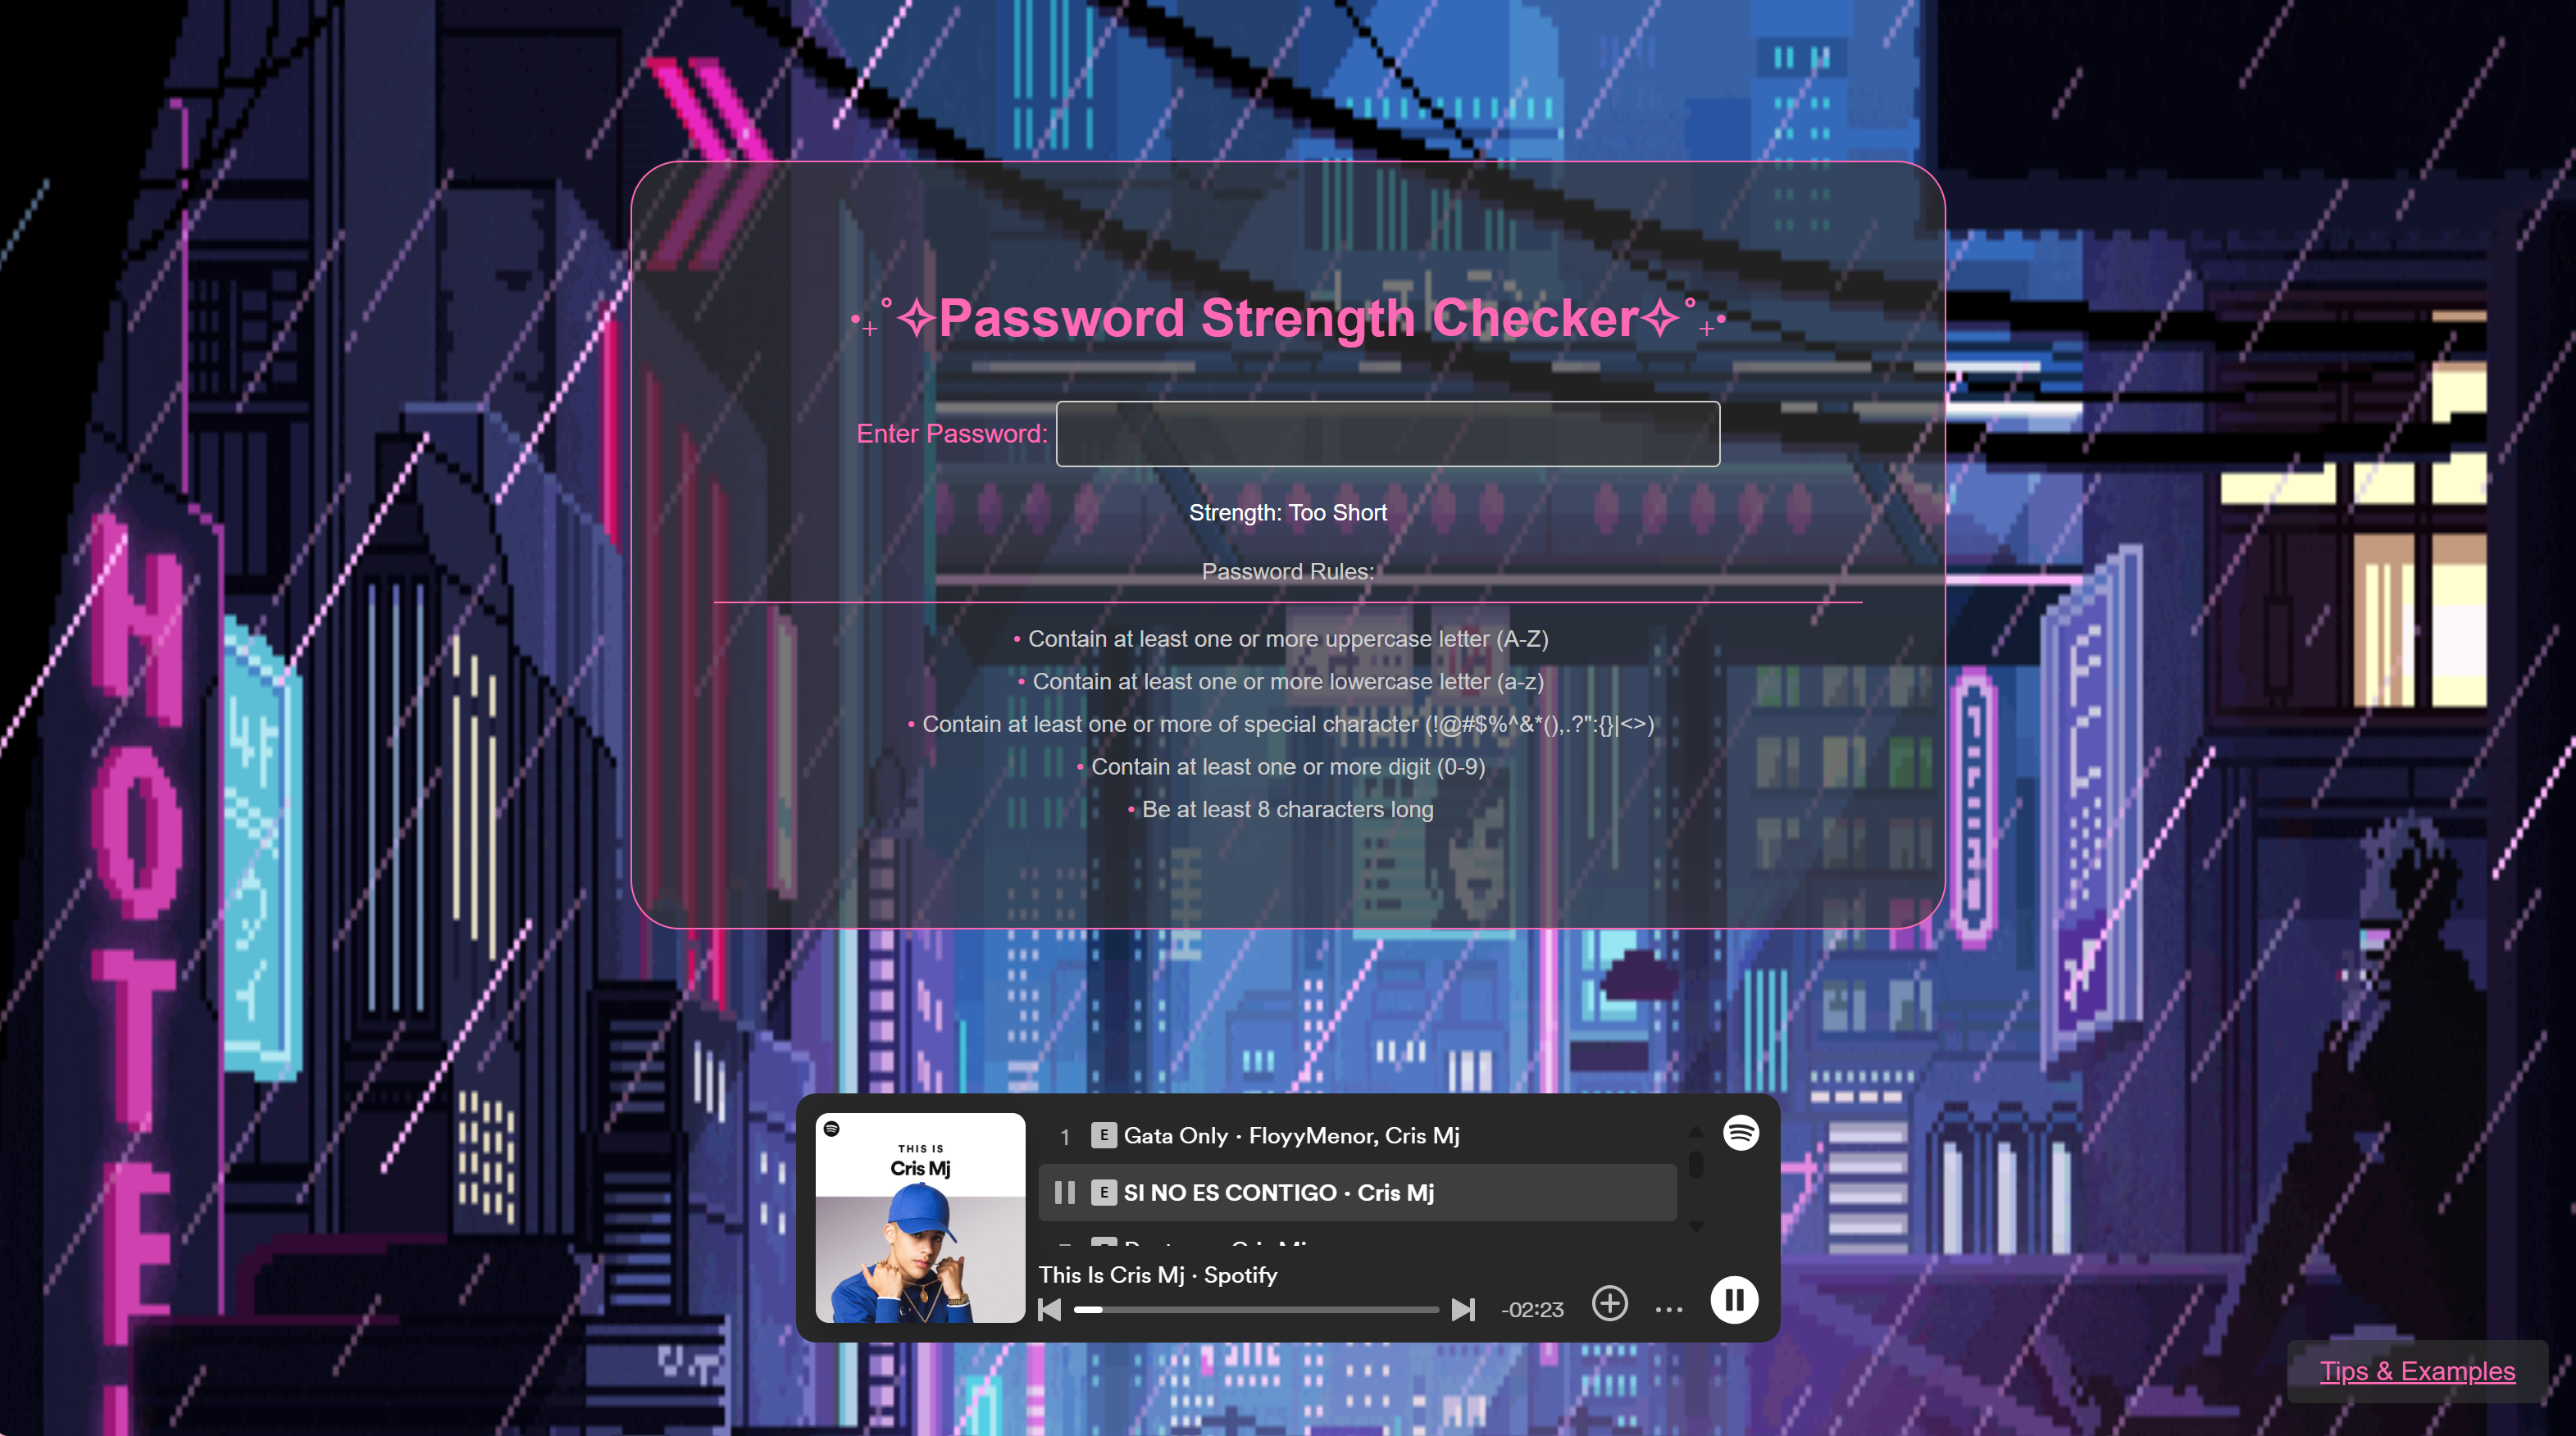 •₊˚✧Password Strength Checker✧˚₊•
Enter Password:
Strength: Too Short
Password Rules:
• Contain at least one or more uppercase letter (A-Z)
• Contain at least one or more lowercase letter (a-z)
• Contain at least one or more of special character (!@#$%^&*(),.?":{}|<>)
• Contain at least one or more digit (0-9)
• Be at least 8 characters long
HOTEL
THIS IS
Cris Mj
1 E Gata Only · FloyyMenor, Cris Mj
E SI NO ES CONTIGO · Cris Mj
This Is Cris Mj · Spotify
-02:23
Tips & Examples